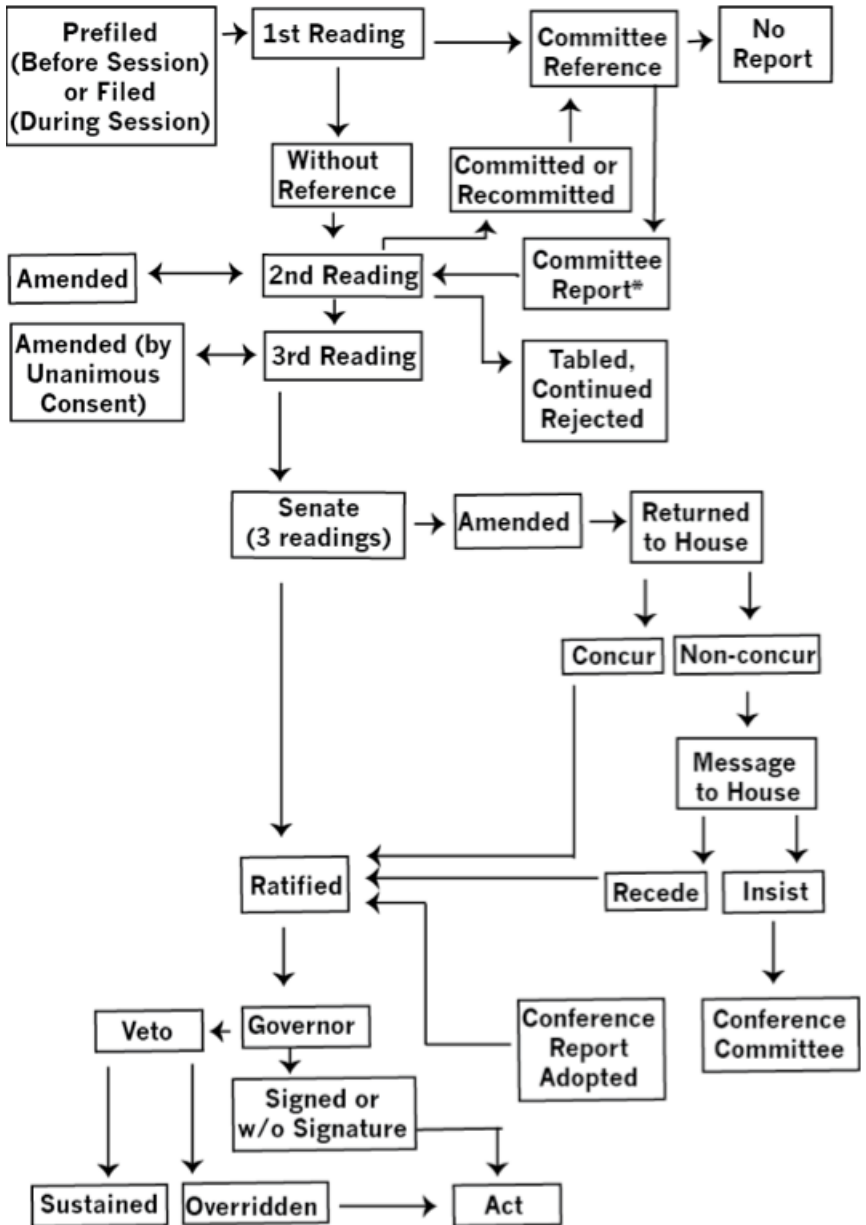 Prefiled
(Before Session)
or Filed
(During Session)
1st Reading
Committee
Reference
No
Report
Without
Reference
Committed or
Recommitted
Amended
2nd Reading
Committee
Report*
Amended (by
Unanimous
Consent)
3rd Reading
Tabled,
Continued
Rejected
Senate
(3 readings)
Amended
Returned
to House
Concur
Non-concur
Message
to House
Ratified
Recede
Insist
Veto
Governor
Conference
Report
Adopted
Conference
Committee
Signed or
w/o Signature
Sustained
Overridden
Act